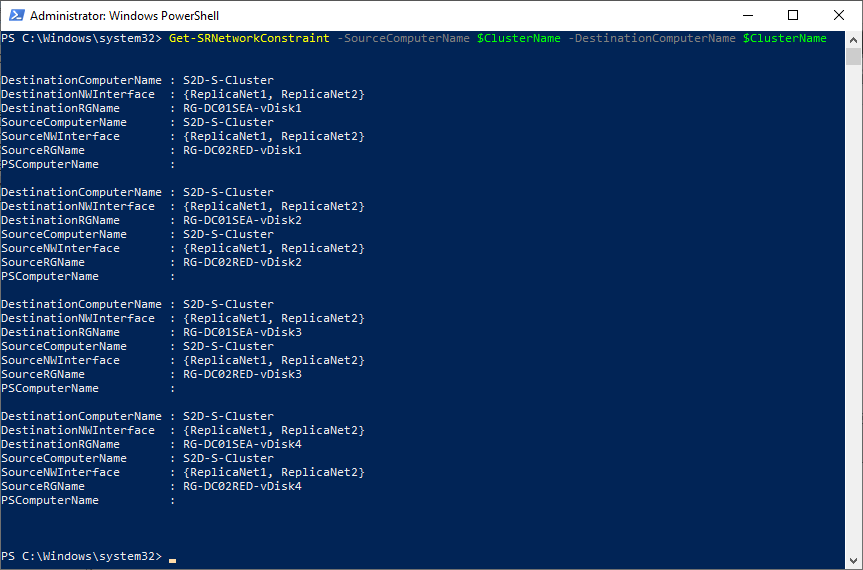 Administrator: Windows PowerShell
PS C:\Windows\system32> Get-SRNetworkConstraint -SourceComputerName $ClusterName -DestinationComputerName $ClusterName
DestinationComputerName : S2D-S-Cluster
DestinationNWInterface  : {ReplicaNet1, ReplicaNet2}
DestinationRGName       : RG-DC01SEA-vDisk1
SourceComputerName      : S2D-S-Cluster
SourceNWInterface       : {ReplicaNet1, ReplicaNet2}
SourceRGName            : RG-DC02RED-vDisk1
PSComputerName          :
DestinationComputerName : S2D-S-Cluster
DestinationNWInterface  : {ReplicaNet1, ReplicaNet2}
DestinationRGName       : RG-DC01SEA-vDisk2
SourceComputerName      : S2D-S-Cluster
SourceNWInterface       : {ReplicaNet1, ReplicaNet2}
SourceRGName            : RG-DC02RED-vDisk2
PSComputerName          :
DestinationComputerName : S2D-S-Cluster
DestinationNWInterface  : {ReplicaNet1, ReplicaNet2}
DestinationRGName       : RG-DC01SEA-vDisk3
SourceComputerName      : S2D-S-Cluster
SourceNWInterface       : {ReplicaNet1, ReplicaNet2}
SourceRGName            : RG-DC02RED-vDisk3
PSComputerName          :
DestinationComputerName : S2D-S-Cluster
DestinationNWInterface  : {ReplicaNet1, ReplicaNet2}
DestinationRGName       : RG-DC01SEA-vDisk4
SourceComputerName      : S2D-S-Cluster
SourceNWInterface       : {ReplicaNet1, ReplicaNet2}
SourceRGName            : RG-DC02RED-vDisk4
PSComputerName          :
PS C:\Windows\system32>